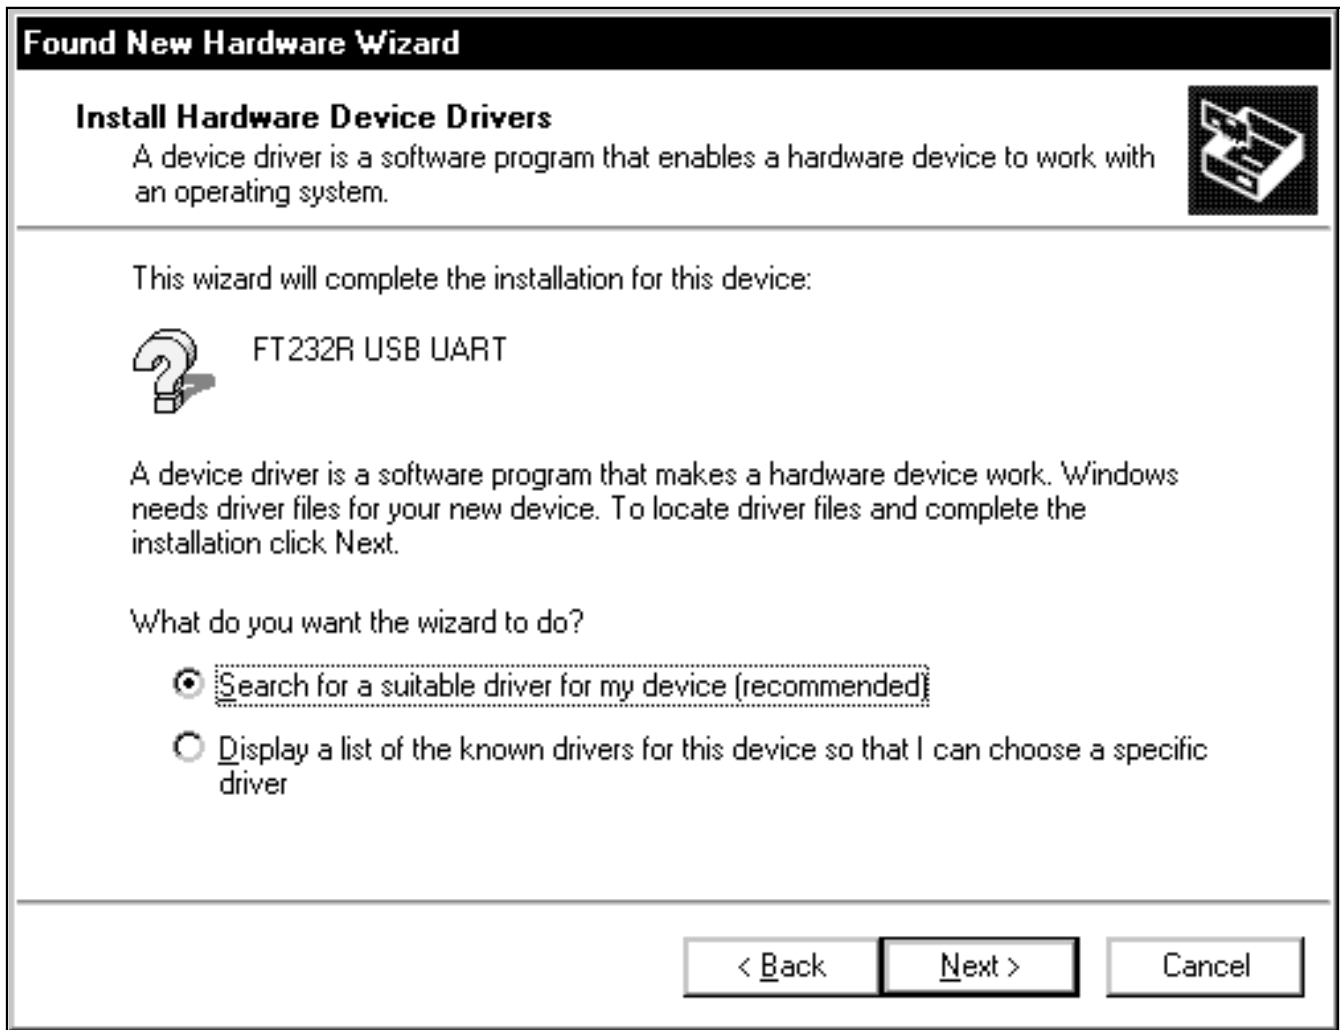 Found New Hardware Wizard
Install Hardware Device Drivers
A device driver is a software program that enables a hardware device to work with
an operating system.
This wizard will complete the installation for this device:
FT232R USB UART
A device driver is a software program that makes a hardware device work. Windows
needs driver files for your new device. To locate driver files and complete the
installation click Next.
What do you want the wizard to do?
Search for a suitable driver for my device (recommended)
Display a list of the known drivers for this device so that I can choose a specific
driver
< Back
Next >
Cancel